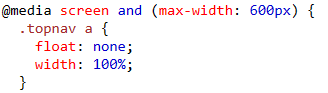 @media screen and (max-width: 600px) {
  .topnav a {
    float: none;
    width: 100%;
  }